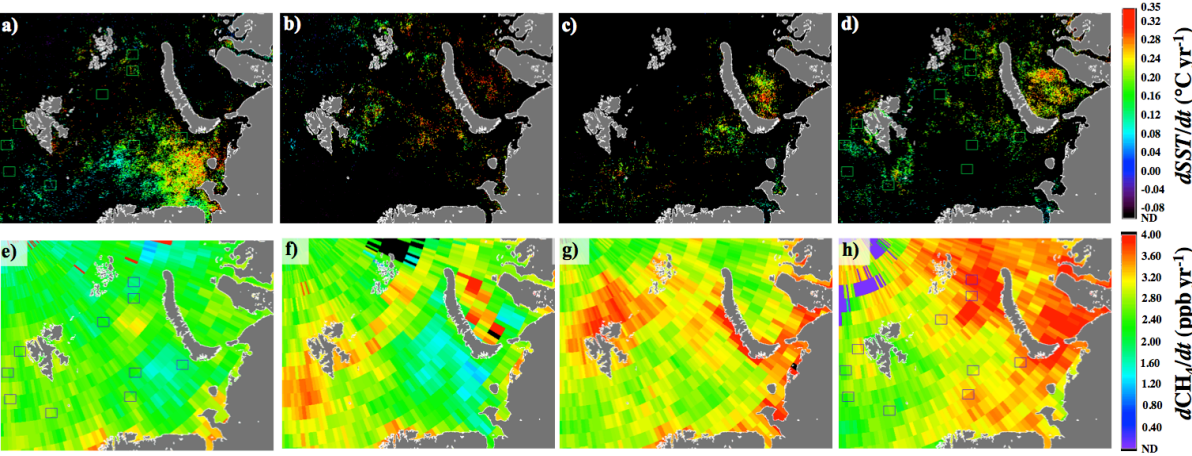 a)
b)
c)
d)
0.35
0.32
0.28
0.24
0.20
0.16
0.12
0.08
0.04
0.00
-0.04
-0.08
ND
dSST/dt (°C yr⁻¹)
e)
f)
g)
h)
4.00
3.60
3.20
2.80
2.40
2.00
1.60
1.20
0.80
0.40
ND
dCH₄/dt (ppb yr⁻¹)